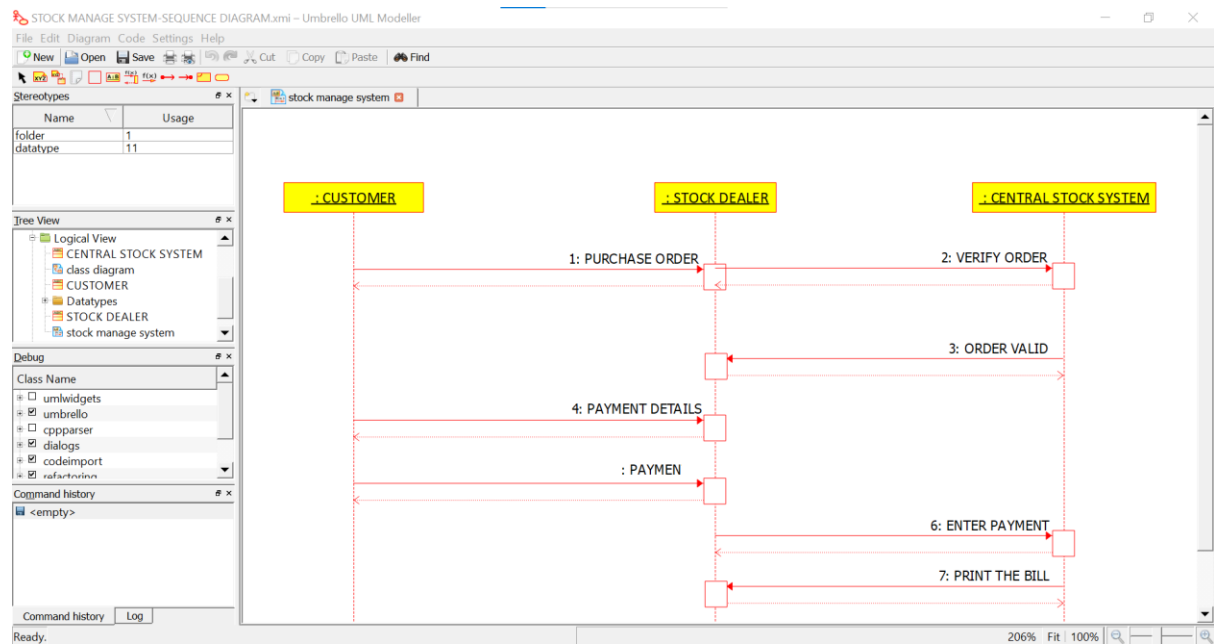 STOCK MANAGE SYSTEM-SEQUENCE DIAGRAM.xmi – Umbrello UML Modeller
File Edit Diagram Code Settings Help
New Open Save Cut Copy Paste Find
Stereotypes
Name Usage
folder 1
datatype 11
Tree View
Logical View
CENTRAL STOCK SYSTEM
class diagram
CUSTOMER
Datatypes
STOCK DEALER
stock manage system
Debug
Class Name
umlwidgets
umbrello
cppparser
dialogs
codeimport
refactoring
Command history
<empty>
Command history Log
Ready.
stock manage system
: CUSTOMER : STOCK DEALER : CENTRAL STOCK SYSTEM
1: PURCHASE ORDER 2: VERIFY ORDER
3: ORDER VALID
4: PAYMENT DETAILS
: PAYMEN
6: ENTER PAYMENT
7: PRINT THE BILL
206% Fit 100%